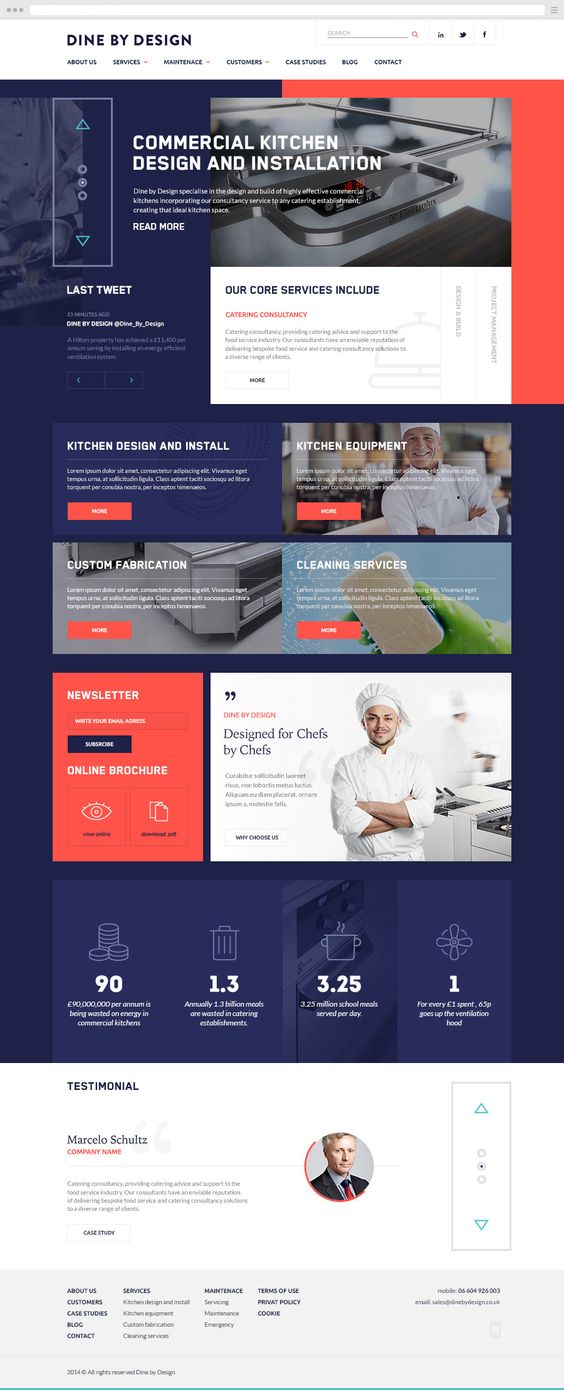 DINE BY DESIGN
SEARCH
in
f
ABOUT US
SERVICES
MAINTENACE
CUSTOMERS
CASE STUDIES
BLOG
CONTACT
COMMERCIAL KITCHEN
DESIGN AND INSTALLATION
Dine by Design specialise in the design and build of highly effective commercial
kitchens incorporating our consultancy service to any catering establishment,
creating that ideal kitchen space.
READ MORE
Electrolux
LAST TWEET
23 MINUTES AGO
DINE BY DESIGN @Dine_By_Design
A Hilton property has achieved a £11,400 per
annum saving by installing an energy efficient
ventilation system.
OUR CORE SERVICES INCLUDE
CATERING CONSULTANCY
Catering consultancy, providing catering advice and support to the
food service industry. Our consultants have an enviable reputation
of delivering bespoke food service and catering consultancy solutions to
a diverse range of clients.
MORE
DESIGN & BUILD
PROJECT MANAGEMENT
KITCHEN DESIGN AND INSTALL
Lorem ipsum dolor sit amet, consectetur adipiscing elit. Vivamus eget
tempus sem, at sollicitudin ligula. Class aptent taciti sociosqu ad litora
torquent per conubia nostra, per inceptos himenaeos.
MORE
KITCHEN EQUIPMENT
Lorem ipsum dolor sit amet, consectetur adipiscing elit. Vivamus eget
tempus sem, at sollicitudin ligula. Class aptent taciti sociosqu ad litora
torquent per conubia nostra, per inceptos himenaeos.
MORE
CUSTOM FABRICATION
Lorem ipsum dolor sit amet, consectetur adipiscing elit. Vivamus eget
tempus sem, at sollicitudin ligula. Class aptent taciti sociosqu ad litora
torquent per conubia nostra, per inceptos himenaeos.
MORE
CLEANING SERVICES
Lorem ipsum dolor sit amet, consectetur adipiscing elit. Vivamus eget
tempus sem, at sollicitudin ligula. Class aptent taciti sociosqu ad litora
torquent per conubia nostra, per inceptos himenaeos.
MORE
NEWSLETTER
WRITE YOUR EMAIL ADRESS
SUBSRCIBE
ONLINE BROCHURE
view online
download .pdf
DINE BY DESIGN
Designed for Chefs
by Chefs
Curabitur sollicitudin laoreet
risus, non lobortis metus luctus.
Aliquam eu diam placerat, ornare
ipsum a, molestie felis.
WHY CHOOSE US
90
£90,000,000 per annum is
being wasted on energy in
commercial kitchens
1.3
Annually 1.3 billion meals
are wasted in catering
establishments.
3.25
3.25 million school meals
served per day.
1
For every £1 spent , 65p
goes up the ventilation
hood
TESTIMONIAL
Marcelo Schultz
COMPANY NAME
Catering consultancy, providing catering advice and support to the
food service industry. Our consultants have an enviable reputation
of delivering bespoke food service and catering consultancy solutions
to a diverse range of clients.
CASE STUDY
ABOUT US
CUSTOMERS
CASE STUDIES
BLOG
CONTACT
SERVICES
Kitchen design and install
Kitchen equipment
Custom fabrication
Cleaning services
MAINTENACE
Servicing
Maintenance
Emergency
TERMS OF USE
PRIVAT POLICY
COOKIE
mobile: 06 604 926 003
email: sales@dinebydesign.co.uk
2014 © All rights reserved Dine by Design